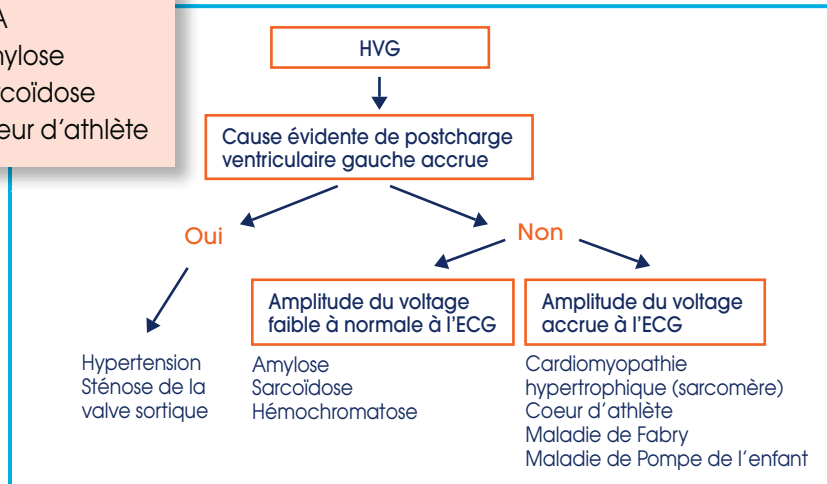 A
nylose
rcoïdose
eur d’athlète
HVG
Cause évidente de postcharge
ventriculaire gauche accrue
Oui
Non
Amplitude du voltage
faible à normale à l’ECG
Amplitude du voltage
accrue à l’ECG
Hypertension
Sténose de la
valve sortique
Amylose
Sarcoïdose
Hémochromatose
Cardiomyopathie
hypertrophique (sarcomère)
Coeur d’athlète
Maladie de Fabry
Maladie de Pompe de l’enfant